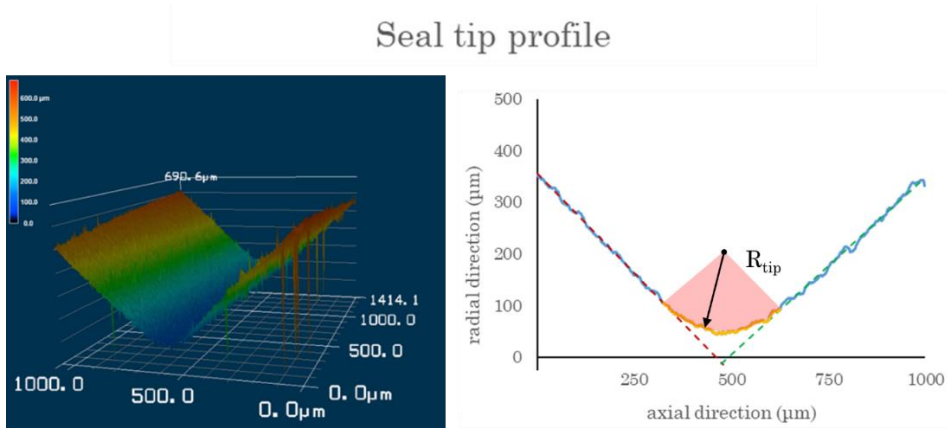 Seal tip profile
600.0 μm
500.0
400.0
300.0
200.0
100.0
0.0
690.6μm
1414.1
1000.0
500.0
0.0μm
1000.0
500.0
0.0μm
radial direction (μm)
500
400
300
200
100
0
R_tip
250
500
750
1000
axial direction (μm)